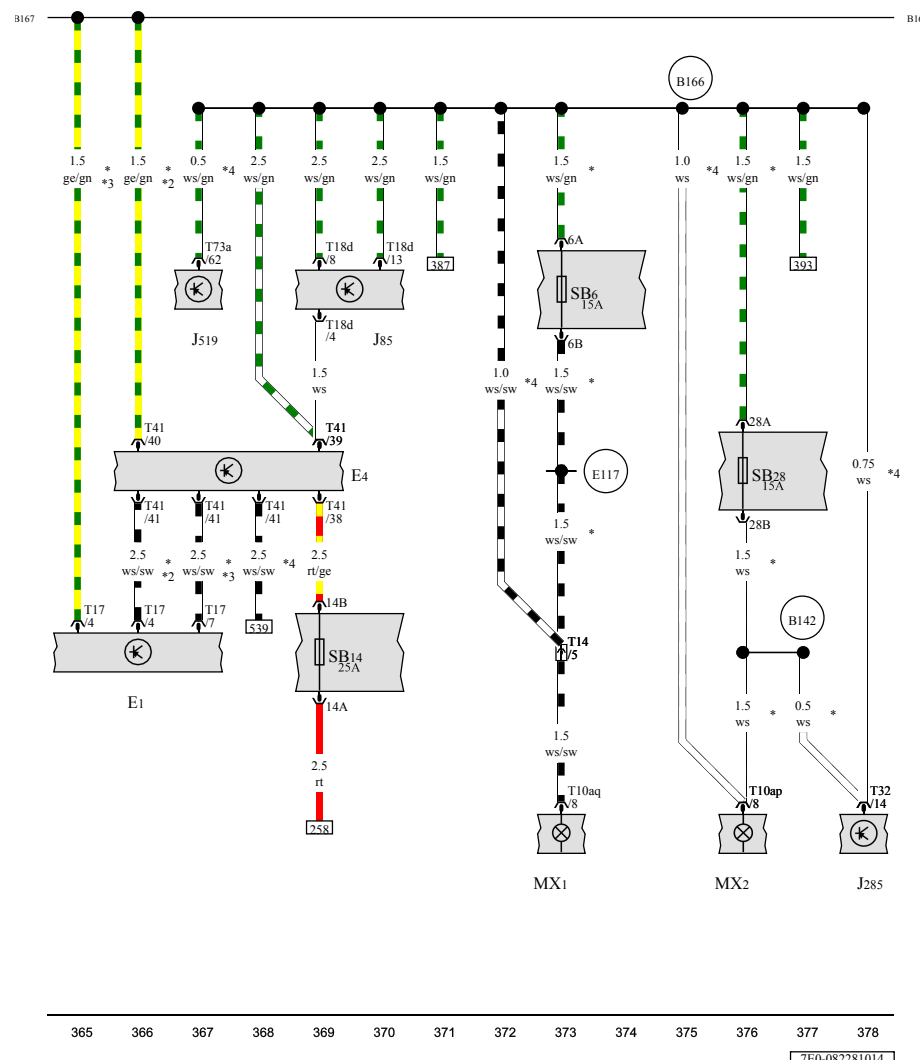 B167
B16
B166
1.5
ge/gn
*
*3
1.5
ge/gn
*
*2
0.5
ws/gn
*4
2.5
ws/gn
2.5
ws/gn
2.5
ws/gn
1.5
ws/gn
1.5
ws/gn
*
1.0
ws
*4
1.5
ws/gn
*
1.5
ws/gn
T73a
/62
T18d
/8
T18d
/13
387
6A
393
SB6
15A
J519
T18d
/4
J85
6B
1.5
ws
1.0
ws/sw
*4
1.5
ws/sw
*
T41
/40
T41
/39
28A
E4
E117
SB28
15A
0.75
ws
*4
T41
/41
T41
/41
T41
/41
T41
/38
28B
2.5
ws/sw
*
*2
2.5
ws/sw
*
*3
2.5
ws/sw
*4
2.5
rt/ge
1.5
ws/sw
*
1.5
ws
*
T17
/4
T17
/4
T17
/7
539
14B
B142
SB14
25A
T14
/5
E1
14A
1.5
ws
*
0.5
ws
*
1.5
ws/sw
2.5
rt
T10aq
/8
T10ap
/8
T32
/14
258
MX1
MX2
J285
365 366 367 368 369 370 371 372 373 374 375 376 377 378
7E0-082281014